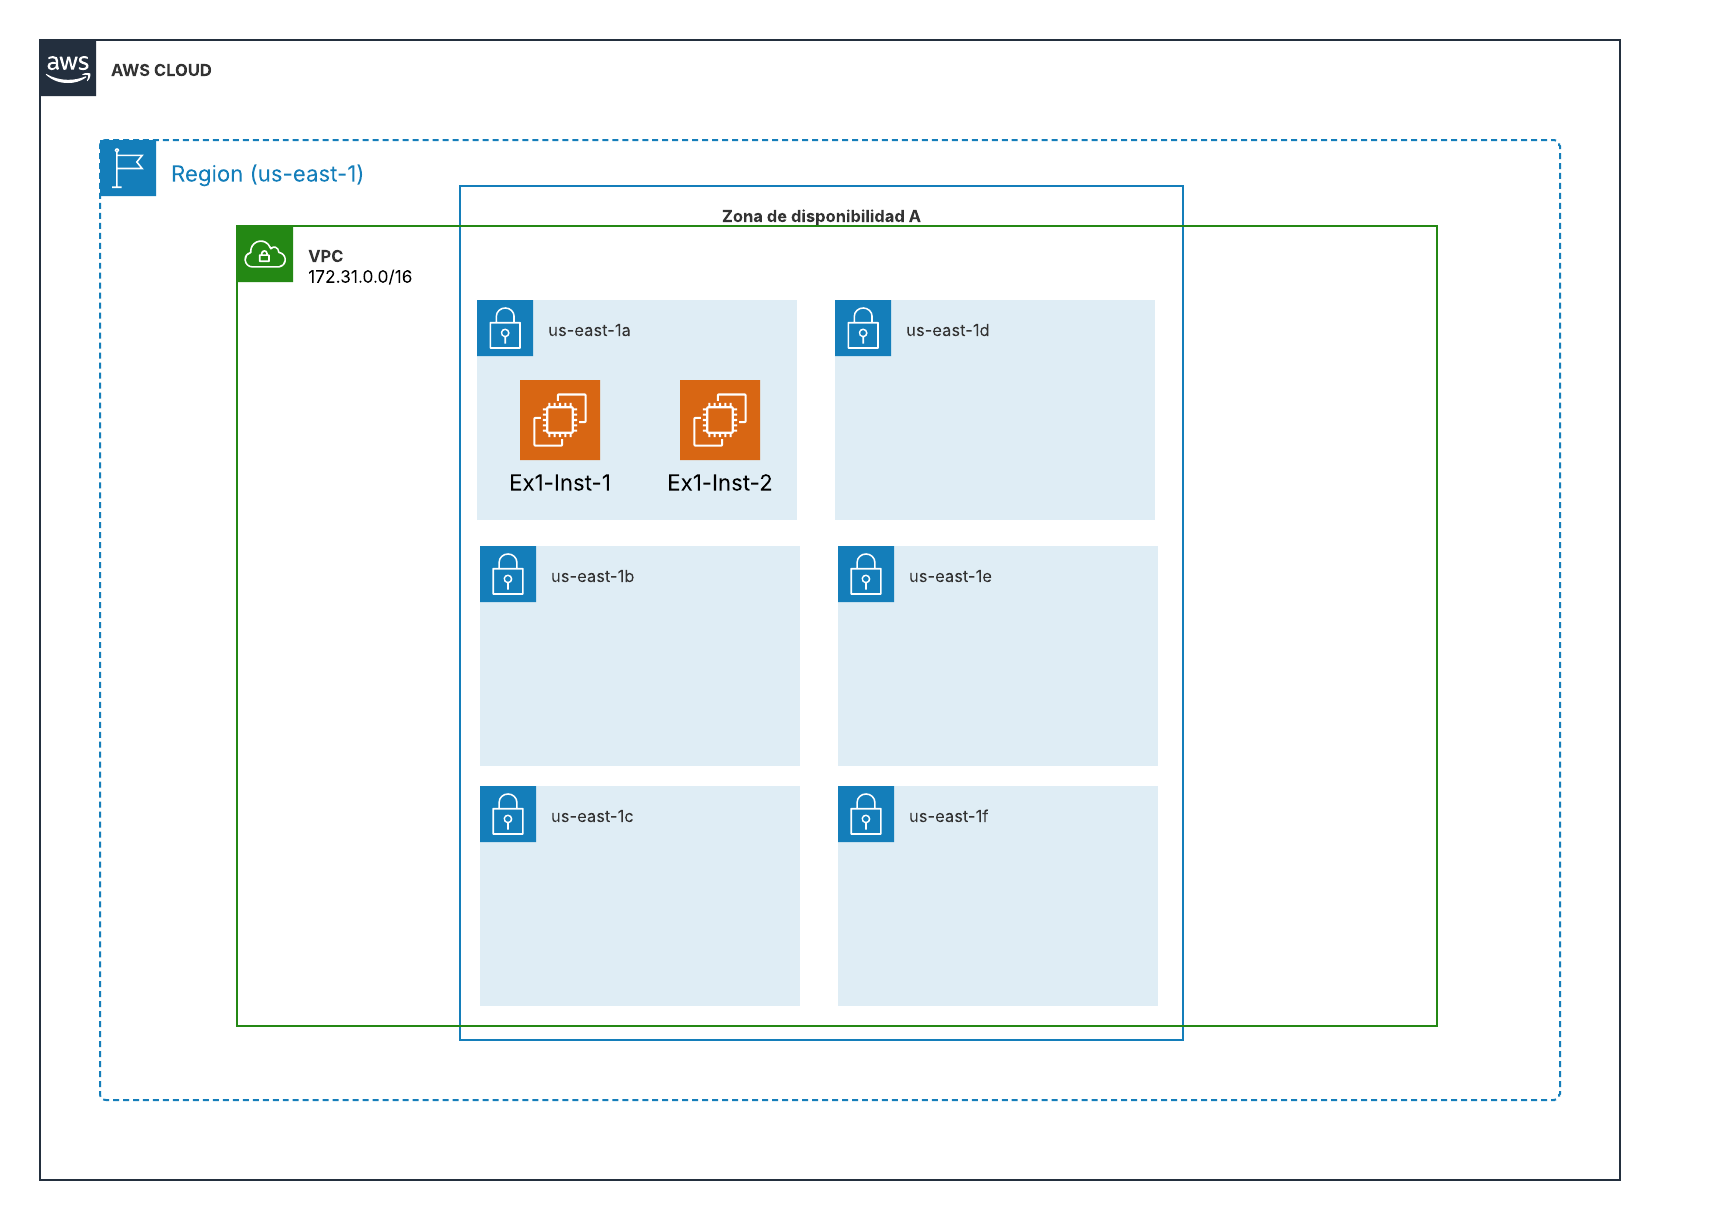 aws
AWS CLOUD
Region (us-east-1)
Zona de disponibilidad A
VPC
172.31.0.0/16
us-east-1a
us-east-1d
Ex1-Inst-1
Ex1-Inst-2
us-east-1b
us-east-1e
us-east-1c
us-east-1f